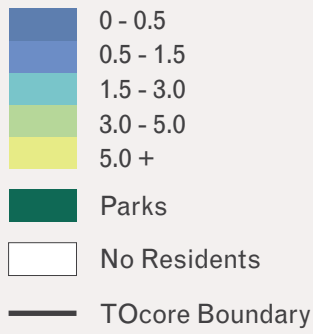 0 - 0.5
0.5 - 1.5
1.5 - 3.0
3.0 - 5.0
5.0 +
Parks
No Residents
TOcore Boundary